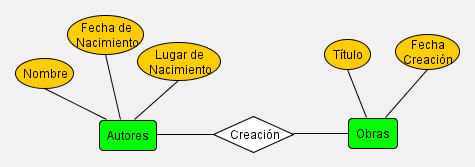 Fecha de
Nacimiento
Lugar de
Nacimiento
Nombre
Título
Fecha
Creación
Autores
Creación
Obras